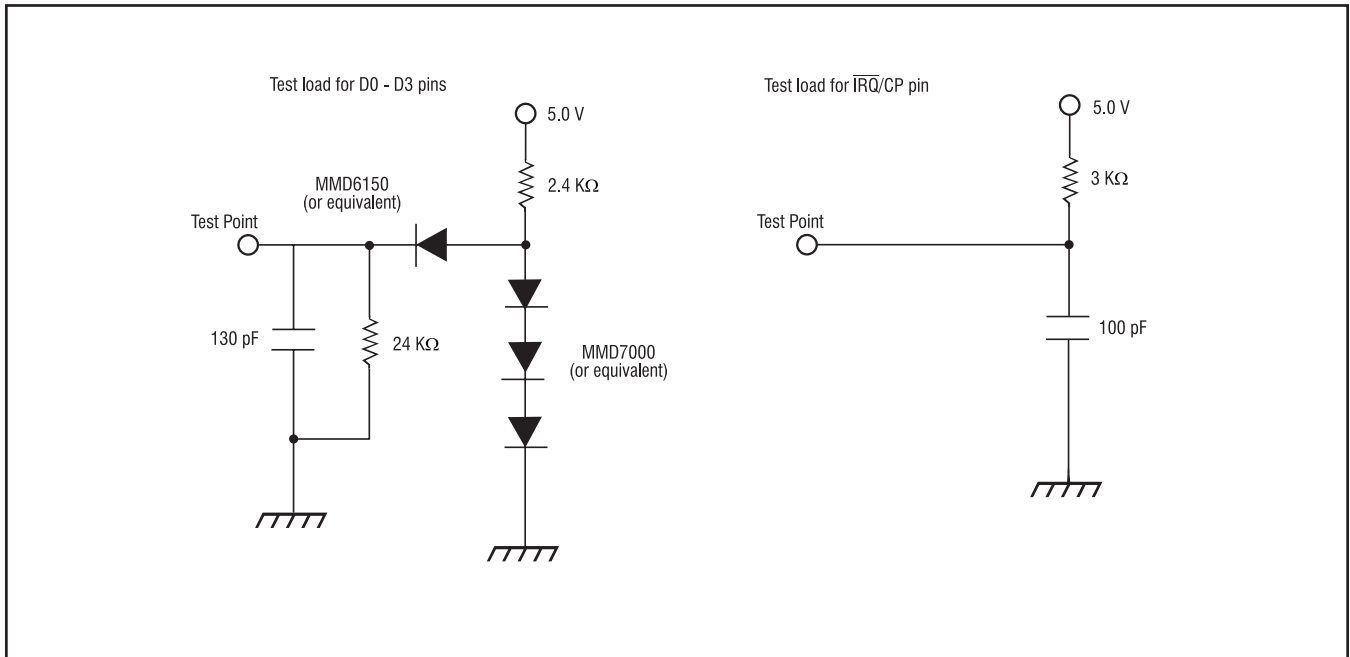 Test load for D0 - D3 pins
5.0 V
2.4 KΩ
MMD6150
(or equivalent)
Test Point
130 pF
24 KΩ
MMD7000
(or equivalent)
Test load for I̅R̅Q̅/CP pin
5.0 V
3 KΩ
Test Point
100 pF